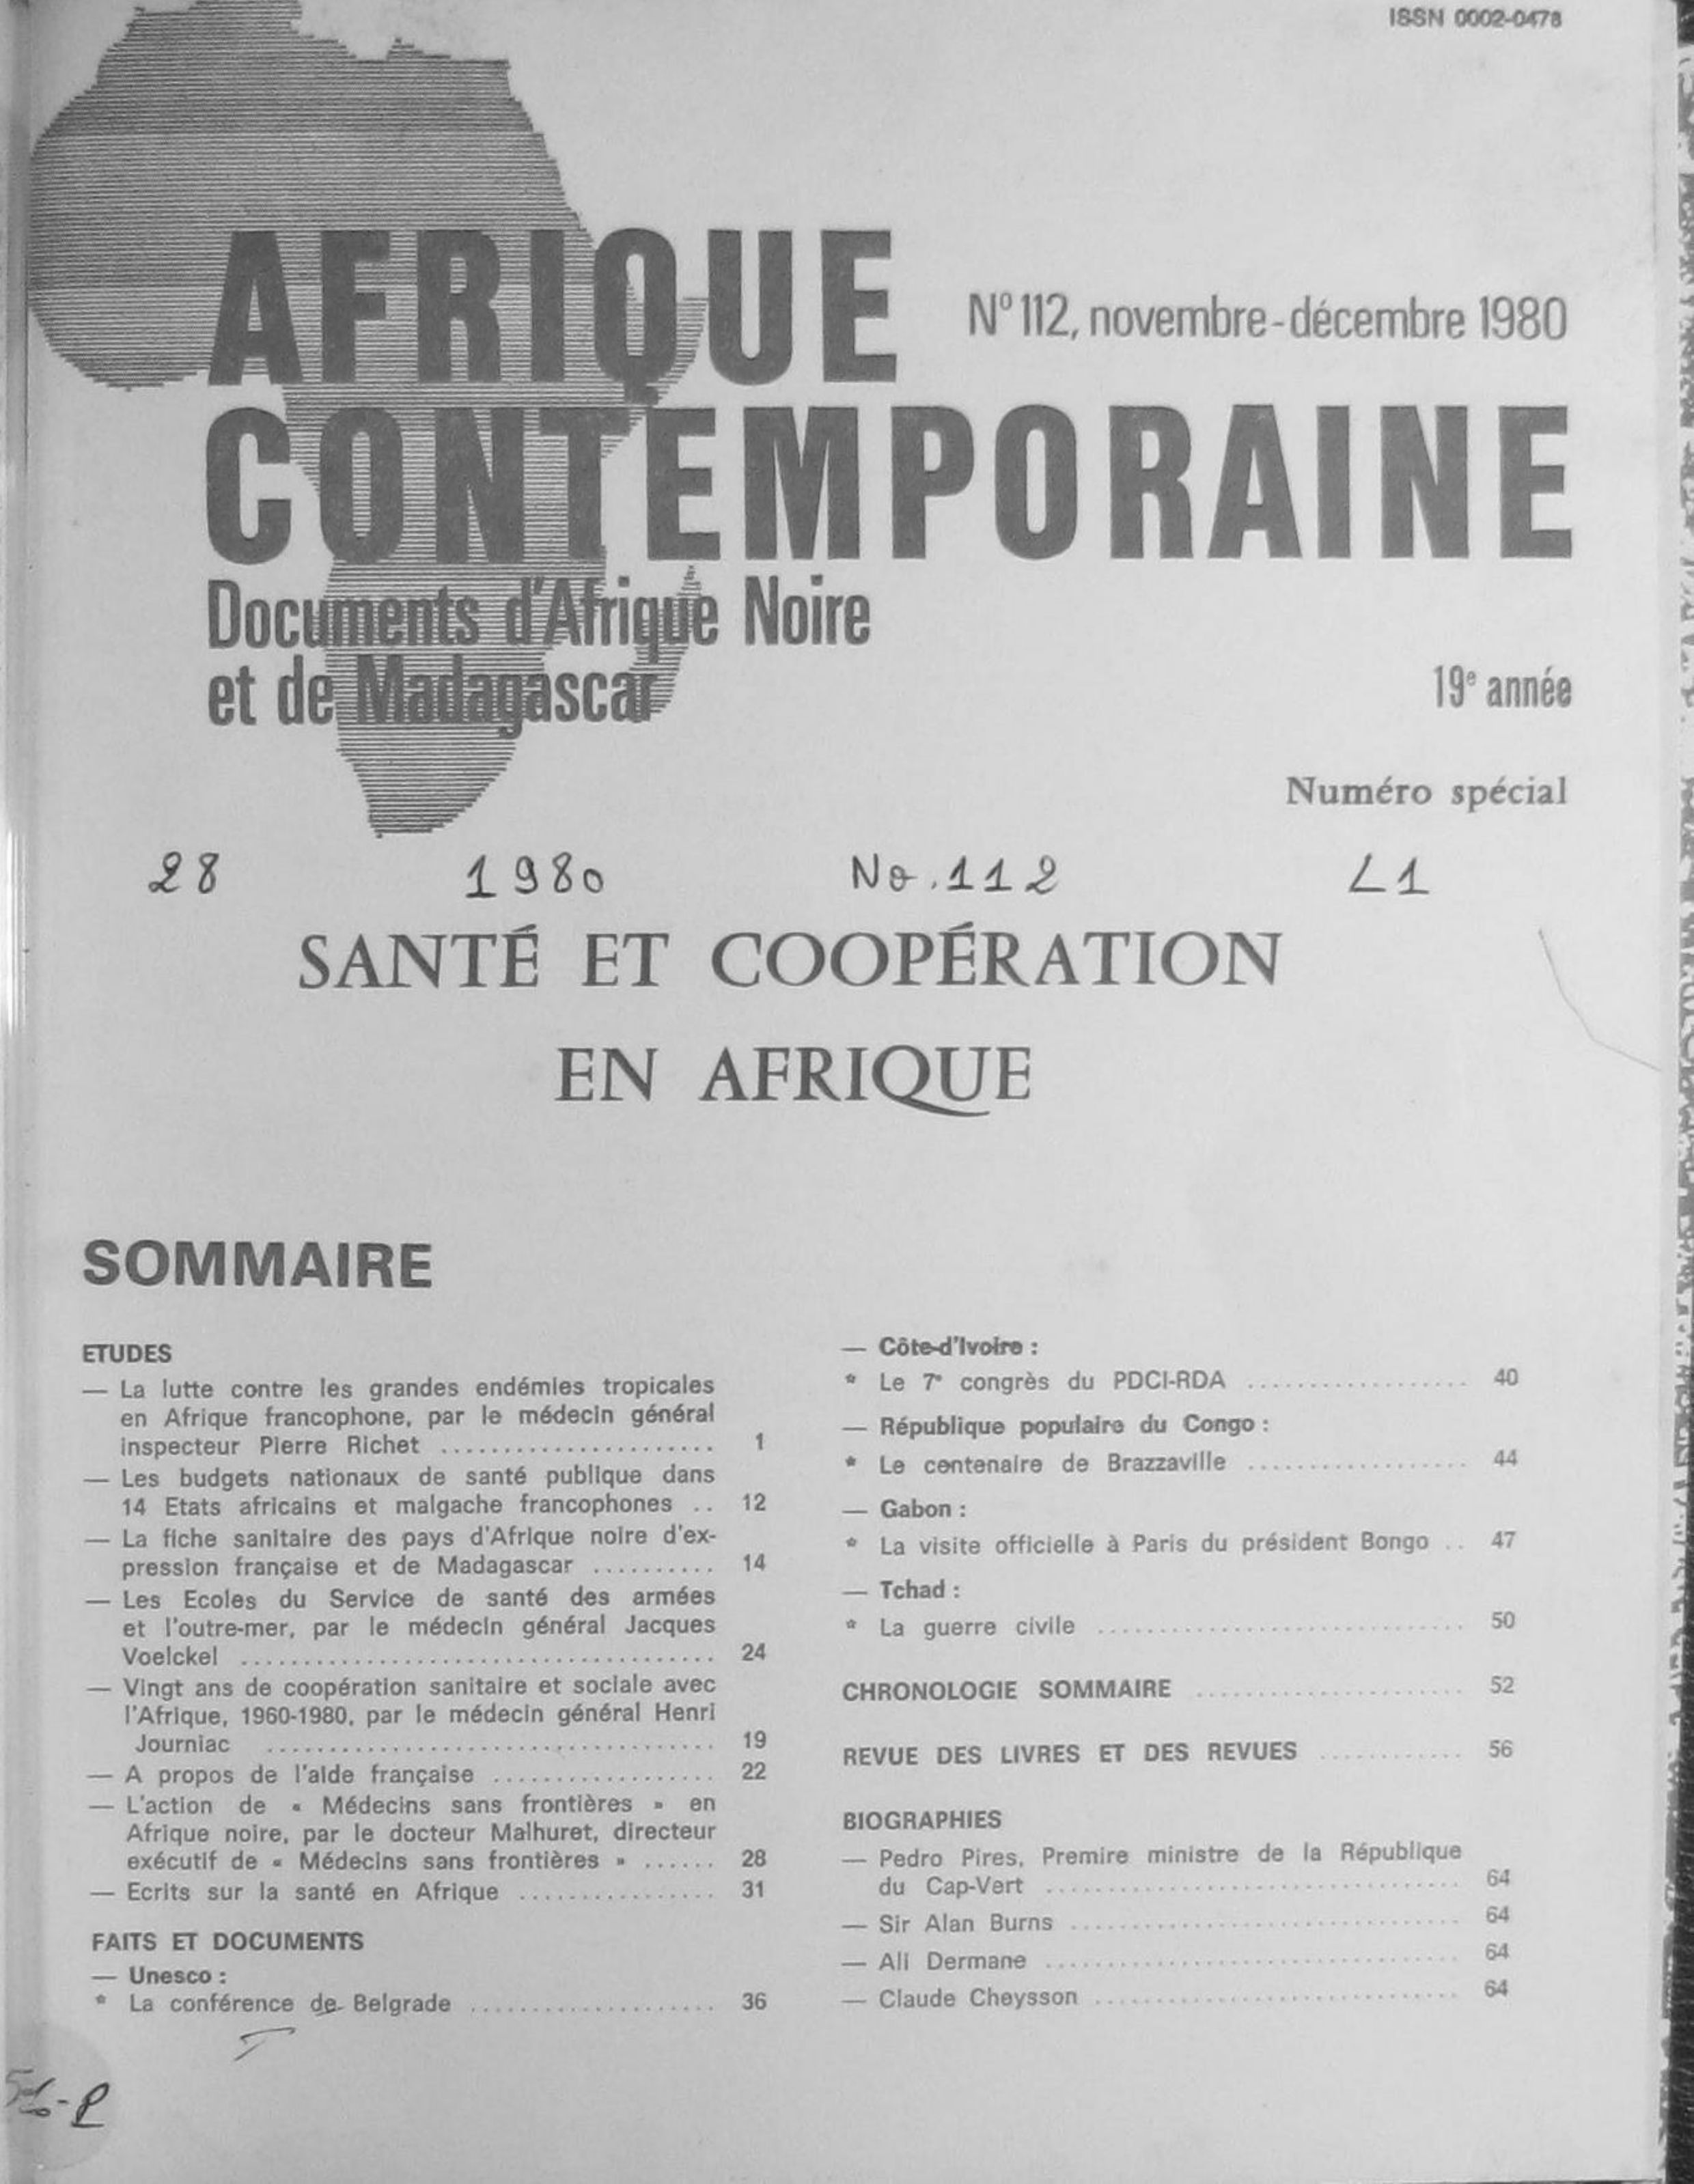 ISSN 0002-0478
AFRIQUE
N° 112, novembre-décembre 1980
CONTEMPORAINE
Documents d'Afrique Noire
et de Madagascar
19e année
Numéro spécial
28 1980 No.112 L1
SANTÉ ET COOPÉRATION
EN AFRIQUE
SOMMAIRE
ETUDES
— La lutte contre les grandes endémies tropicales
en Afrique francophone, par le médecin général
inspecteur Pierre Richet ...................... 1
— Les budgets nationaux de santé publique dans
14 Etats africains et malgache francophones .. 12
— La fiche sanitaire des pays d'Afrique noire d'ex-
pression française et de Madagascar .......... 14
— Les Ecoles du Service de santé des armées
et l'outre-mer, par le médecin général Jacques
Voelckel ...................................... 24
— Vingt ans de coopération sanitaire et sociale avec
l'Afrique, 1960-1980, par le médecin général Henri
Journiac .................................... 19
— A propos de l'aide française .................. 22
— L'action de « Médecins sans frontières » en
Afrique noire, par le docteur Malhuret, directeur
exécutif de « Médecins sans frontières » ...... 28
— Ecrits sur la santé en Afrique ................ 31
FAITS ET DOCUMENTS
— Unesco :
* La conférence de Belgrade .................... 36
— Côte-d'Ivoire :
* Le 7e congrès du PDCI-RDA .................. 40
— République populaire du Congo :
* Le centenaire de Brazzaville .................. 44
— Gabon :
* La visite officielle à Paris du président Bongo .. 47
— Tchad :
* La guerre civile .............................. 50
CHRONOLOGIE SOMMAIRE ...................... 52
REVUE DES LIVRES ET DES REVUES ............ 56
BIOGRAPHIES
— Pedro Pires, Premire ministre de la République
du Cap-Vert .................................. 64
— Sir Alan Burns ................................ 64
— Ali Dermane .................................. 64
— Claude Cheysson .............................. 64